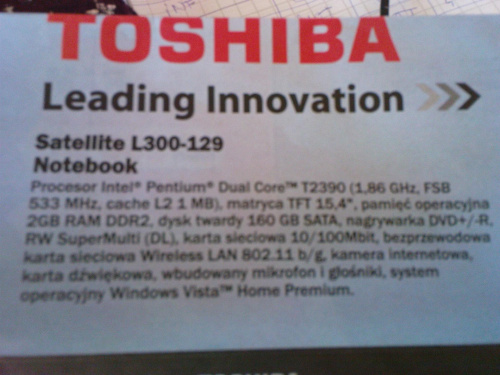 TOSHIBA
Leading Innovation >>>
Satellite L300-129
Notebook
Procesor Intel® Pentium® Dual Core™ T2390 (1,86 GHz, FSB
533 MHz, cache L2 1 MB), matryca TFT 15,4", pamięć operacyjna
2GB RAM DDR2, dysk twardy 160 GB SATA, nagrywarka DVD+/-R,
RW SuperMulti (DL), karta sieciowa 10/100Mbit, bezprzewodowa
karta sieciowa Wireless LAN 802.11 b/g, kamera internetowa,
karta dźwiękowa, wbudowany mikrofon i głośniki, system
operacyjny Windows Vista™ Home Premium.